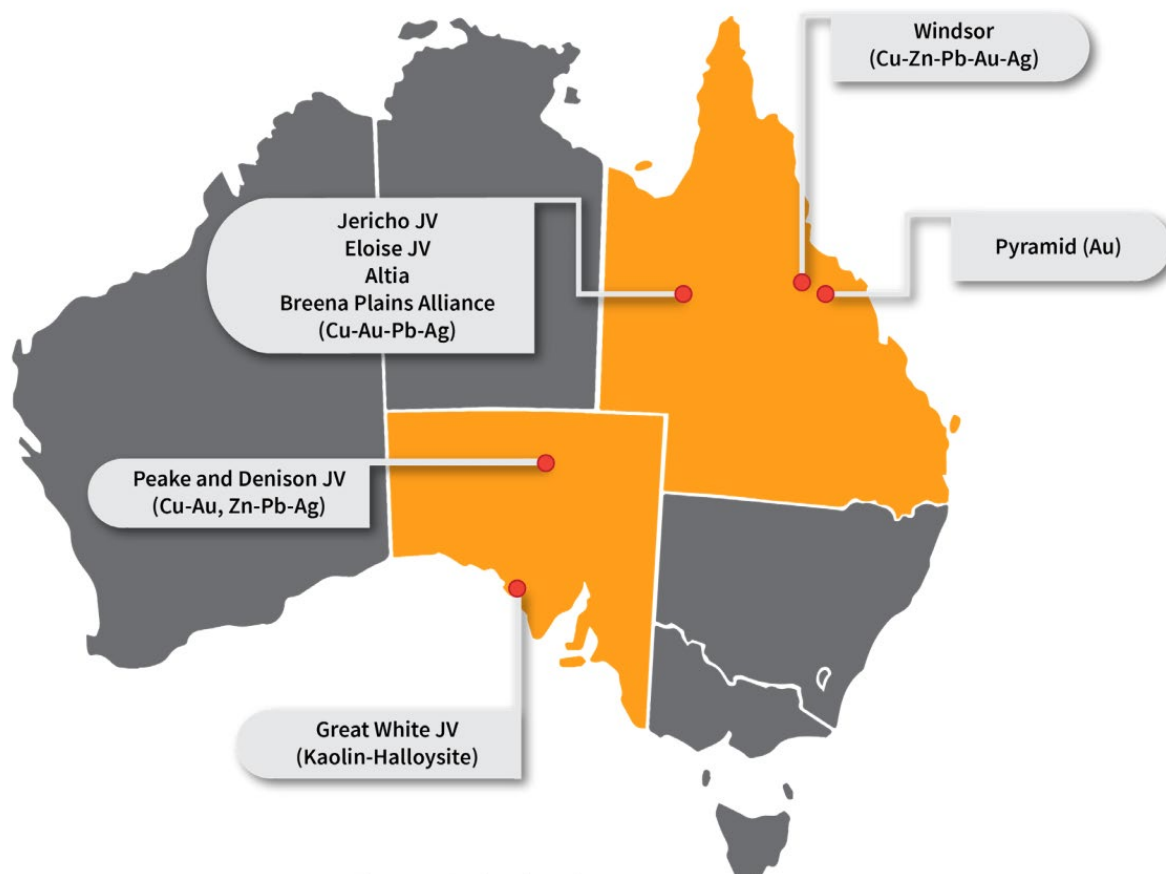 Windsor
(Cu-Zn-Pb-Au-Ag)
Jericho JV
Eloise JV
Altia
Breena Plains Alliance
(Cu-Au-Pb-Ag)
Pyramid (Au)
Peake and Denison JV
(Cu-Au, Zn-Pb-Ag)
Great White JV
(Kaolin-Halloysite)